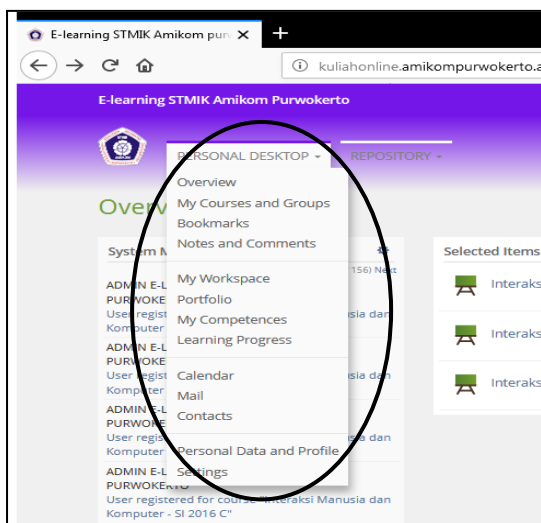 E-learning STMIK Amikom pur
kuliahonline.amikompurwokerto.a
E-learning STMIK Amikom Purwokerto
PERSONAL DESKTOP
REPOSITORY
Overview
My Courses and Groups
Bookmarks
Notes and Comments
My Workspace
Portfolio
My Competences
Learning Progress
Calendar
Mail
Contacts
Personal Data and Profile
Settings
Overv
System M
156) Next
ADMIN E-L
PURWOKE
User regist usia dan
Komputer
ADMIN E-L
PURWOKE
User regist usia dan
Komputer
ADMIN E-L
PURWOKE
User regis usia dan
Komputer
ADMIN E-L
PURWOKERTO
User registered for course "Interaksi Manusia dan
Komputer - SI 2016 C"
Selected Items
Interaks
Interaks
Interaks